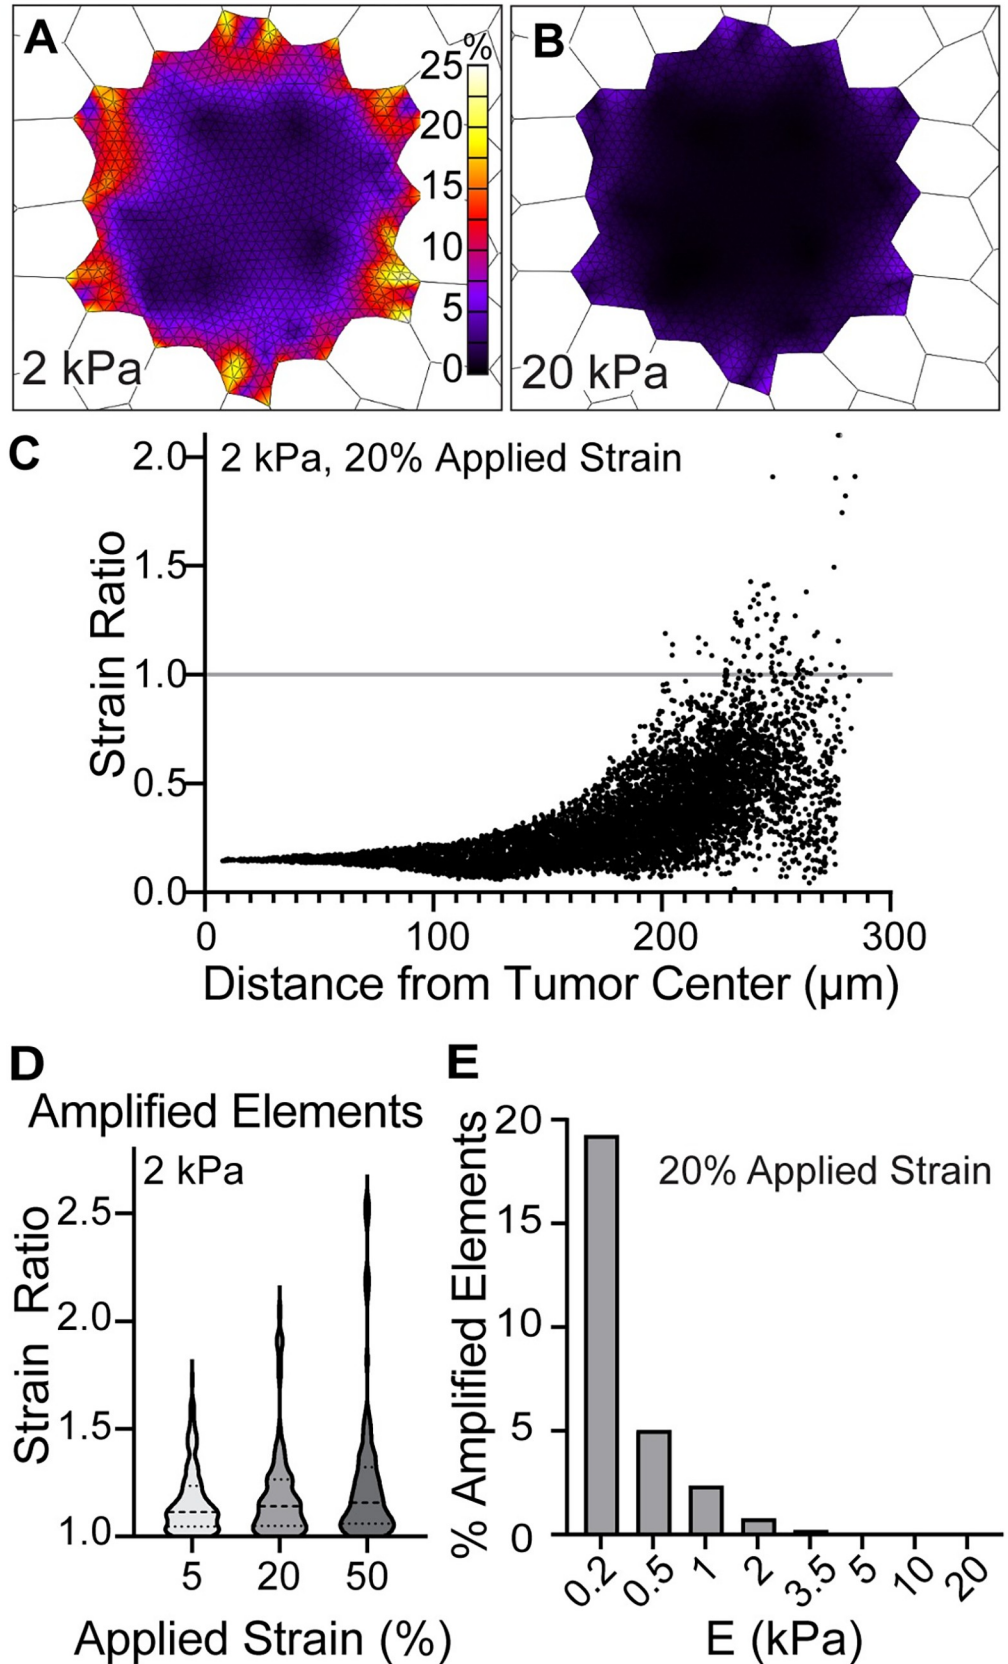 A
%
25
20
15
10
5
0
2 kPa
B
20 kPa
C
2 kPa, 20% Applied Strain
Strain Ratio
2.0
1.5
1.0
0.5
0.0
0 100 200 300
Distance from Tumor Center (µm)
D
Amplified Elements
2 kPa
Strain Ratio
2.5
2.0
1.5
1.0
5 20 50
Applied Strain (%)
E
20% Applied Strain
% Amplified Elements
20
15
10
5
0
0.2 0.5 1 2 3.5 5 10 20
E (kPa)